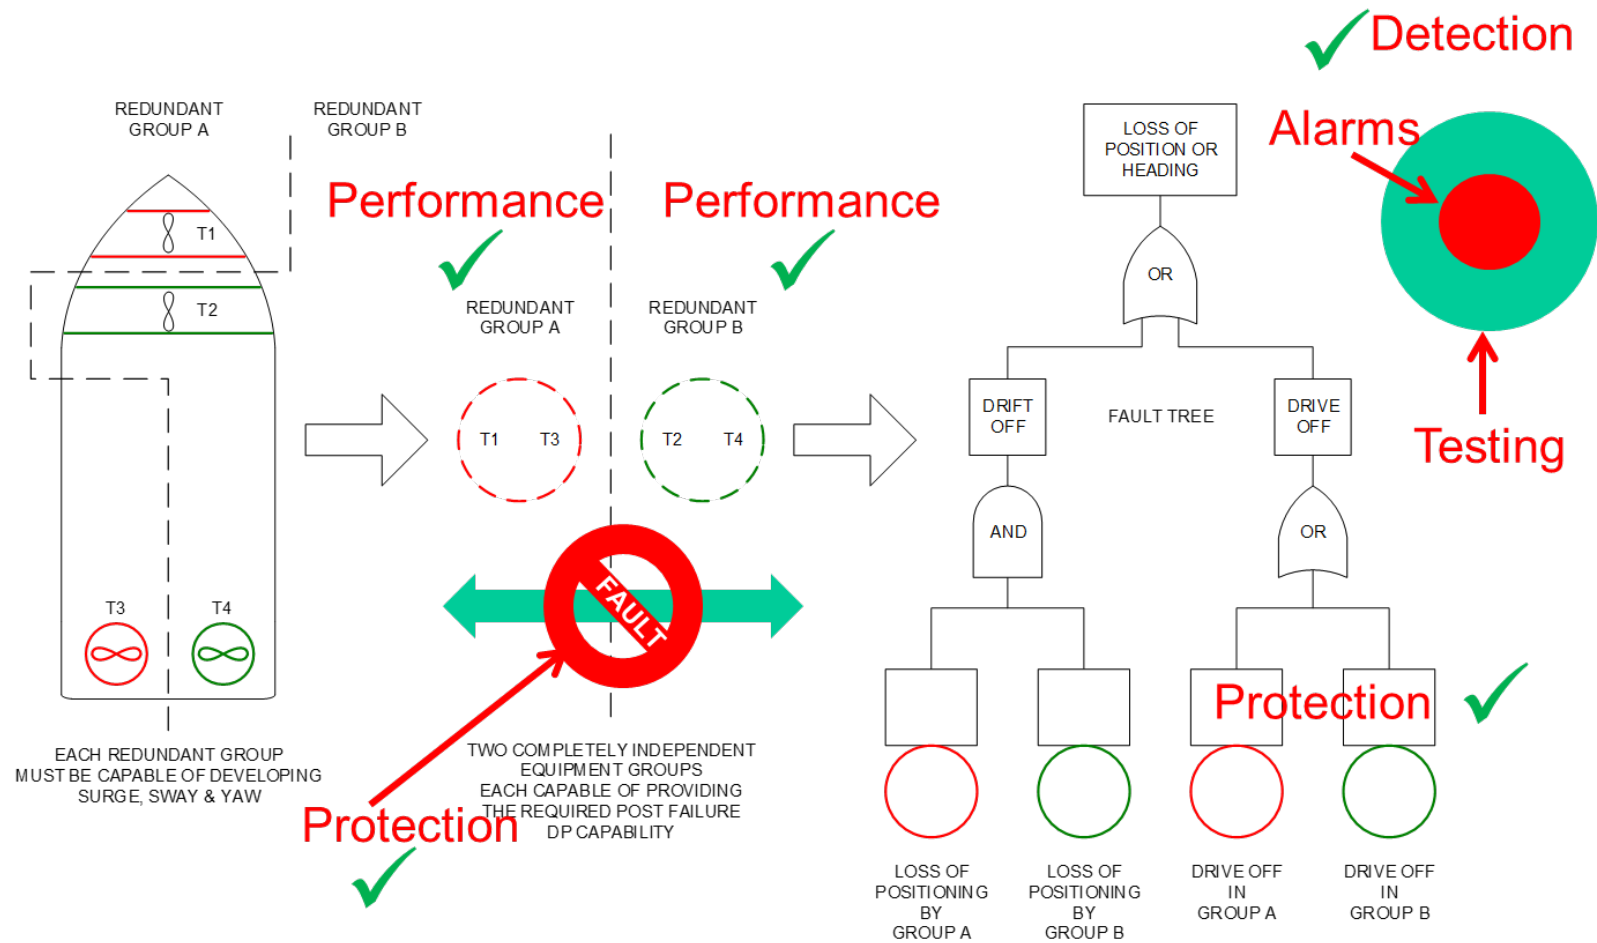 REDUNDANT
GROUP A
REDUNDANT
GROUP B
T1
T2
T3
T4
EACH REDUNDANT GROUP
MUST BE CAPABLE OF DEVELOPING
SURGE, SWAY & YAW
Performance
Performance
REDUNDANT
GROUP A
REDUNDANT
GROUP B
T1 T3
T2 T4
FAULT
TWO COMPLETELY INDEPENDENT
EQUIPMENT GROUPS
EACH CAPABLE OF PROVIDING
THE REQUIRED POST FAILURE
DP CAPABILITY
Protection
LOSS OF
POSITION OR
HEADING
OR
DRIFT
OFF
FAULT TREE
DRIVE
OFF
AND
OR
Protection
LOSS OF
POSITIONING
BY
GROUP A
LOSS OF
POSITIONING
BY
GROUP B
DRIVE OFF
IN
GROUP A
DRIVE OFF
IN
GROUP B
Detection
Alarms
Testing